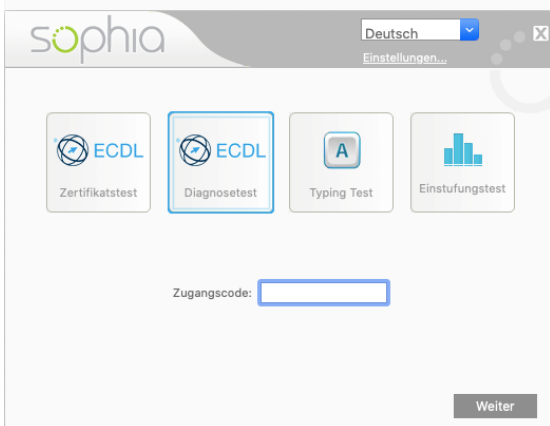 sophia
Deutsch
Einstellungen...
X
ECDL
Zertifikatstest
ECDL
Diagnosetest
A
Typing Test
Einstufungstest
Zugangscode:
Weiter